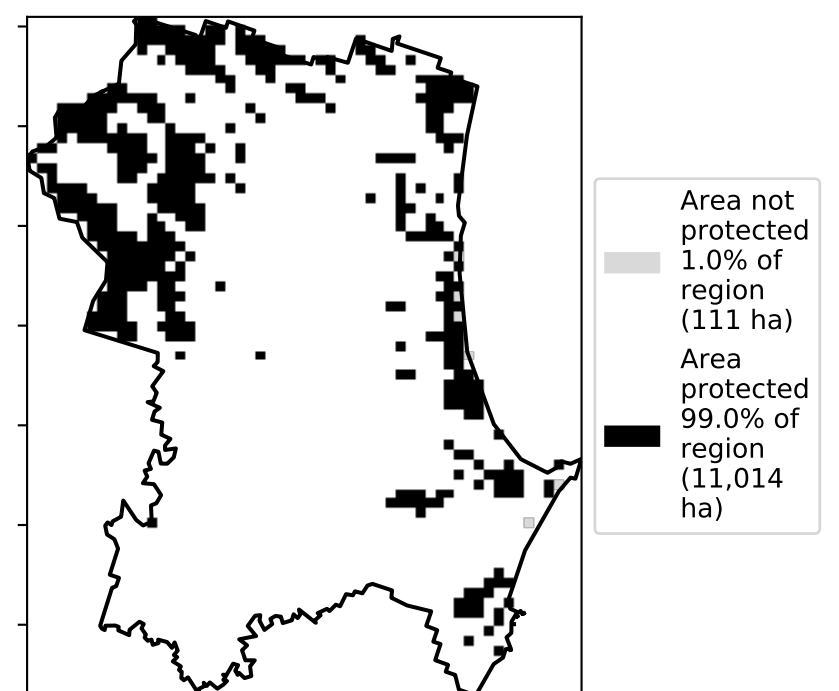 Area not
protected
1.0% of
region
(111 ha)
Area
protected
99.0% of
region
(11,014
ha)